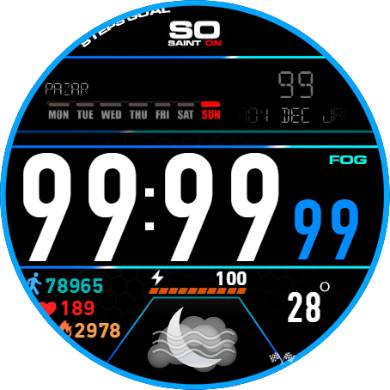 STEPS GOAL
SO
SAINT ON
PAZAR
99
MON TUE WED THU FRI SAT SUN
DEC
FOG
99:99 99
78965
100
189
28°
2978